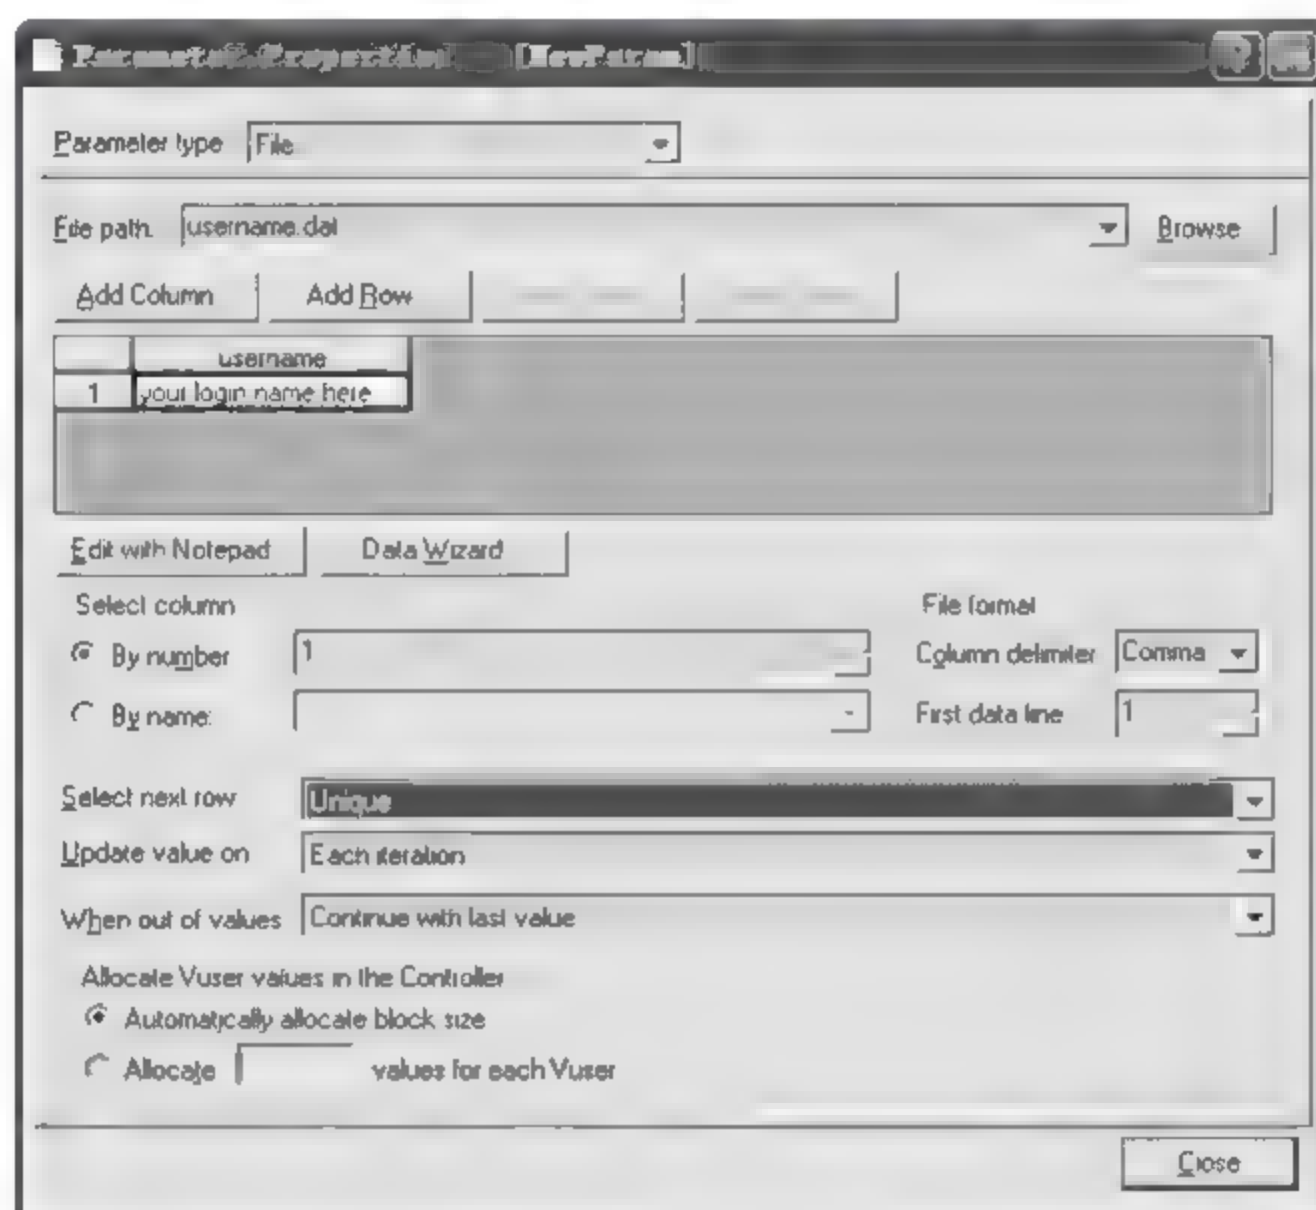 Parameter Properties - [NewParam]
Parameter type File
File path: username.dat Browse
Add Column Add Row
username
1 your login name here
Edit with Notepad Data Wizard
Select column File format
By number 1 Column delimiter Comma
By name: First data line 1
Select next row Unique
Update value on Each iteration
When out of values Continue with last value
Allocate Vuser values in the Controller
Automatically allocate block size
Allocate values for each Vuser
Close